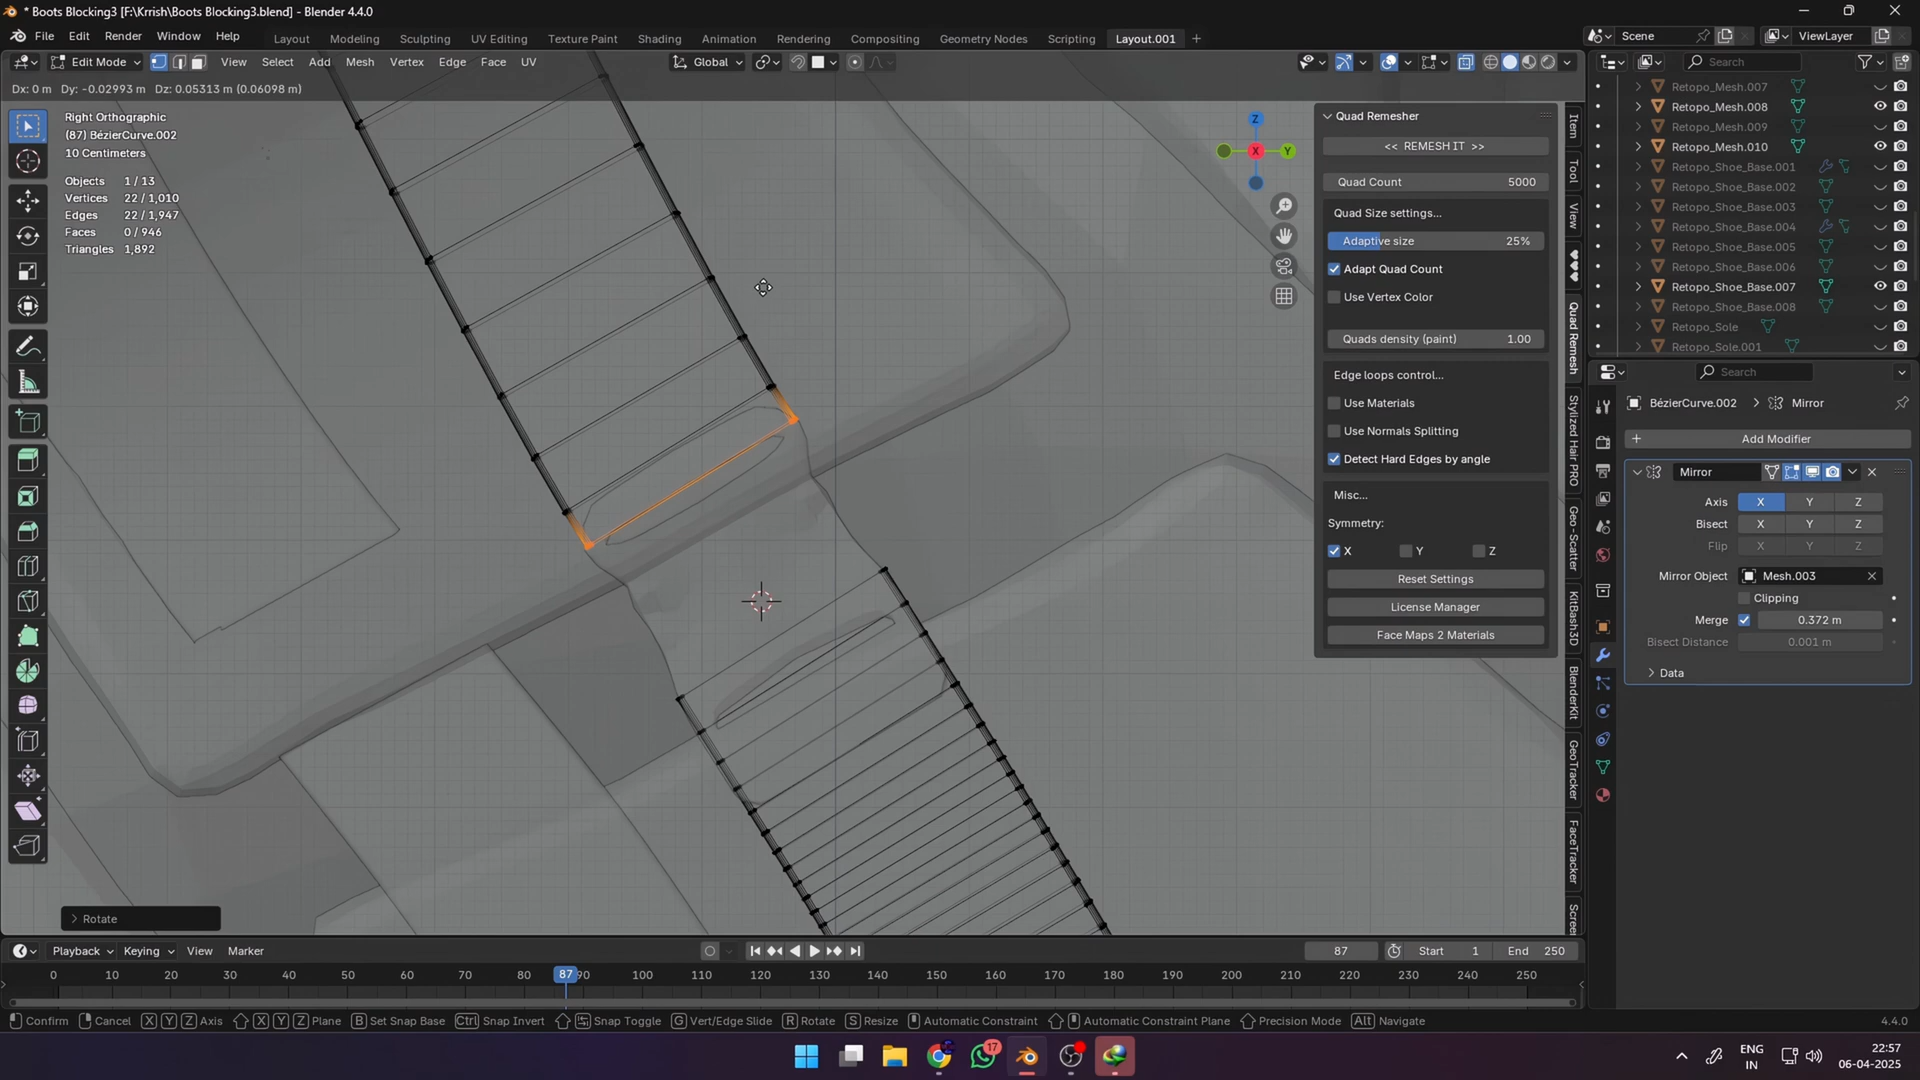 * Boots Blocking3 [F:\Krrish\Boots Blocking3.blend] - Blender 4.4.0
File Edit Render Window Help
Layout Modeling Sculpting UV Editing Texture Paint Shading Animation Rendering Compositing Geometry Nodes Scripting Layout.001 +
Scene
ViewLayer
Edit Mode View Select Add Mesh Vertex Edge Face UV
Global
Search
Dx: 0 m Dy: -0.02993 m Dz: 0.05313 m (0.06098 m)
Right Orthographic
(87) BézierCurve.002
10 Centimeters
Objects 1 / 13
Vertices 22 / 1,010
Edges 22 / 1,947
Faces 0 / 946
Triangles 1,892
Z
X
Y
Quad Remesher
<< REMESH IT >>
Quad Count 5000
Quad Size settings...
Adaptive size 25%
Adapt Quad Count
Use Vertex Color
Quads density (paint) 1.00
Edge loops control...
Use Materials
Use Normals Splitting
Detect Hard Edges by angle
Misc...
Symmetry:
X Y Z
Reset Settings
License Manager
Face Maps 2 Materials
Item
Tool
View
Quad Remesh
Stylized Hair PRO
Geo-Scatter
KitBash3D
BlenderKit
GeoTracker
FaceTracker
Screen
Retopo_Mesh.007
Retopo_Mesh.008
Retopo_Mesh.009
Retopo_Mesh.010
Retopo_Shoe_Base.001
Retopo_Shoe_Base.002
Retopo_Shoe_Base.003
Retopo_Shoe_Base.004
Retopo_Shoe_Base.005
Retopo_Shoe_Base.006
Retopo_Shoe_Base.007
Retopo_Shoe_Base.008
Retopo_Sole
Retopo_Sole.001
Search
BézierCurve.002 > Mirror
+ Add Modifier
Mirror
Axis X Y Z
Bisect X Y Z
Flip X Y Z
Mirror Object Mesh.003
Clipping
Merge 0.372 m
Bisect Distance 0.001 m
Data
Rotate
Playback Keying View Marker
87 Start 1 End 250
0 10 20 30 40 50 60 70 80 87 90 100 110 120 130 140 150 160 170 180 190 200 210 220 230 240 250
Confirm Cancel X Y Z Axis X Y Z Plane B Set Snap Base Ctrl Snap Invert Snap Toggle G Vert/Edge Slide R Rotate S Resize Automatic Constraint Automatic Constraint Plane Precision Mode Alt Navigate
4.4.0
17
ENG
IN
22:57
06-04-2025